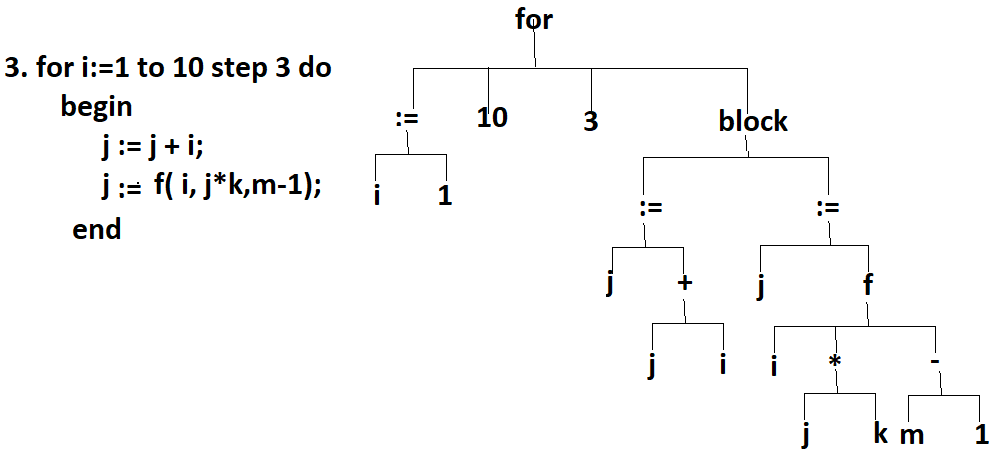 for
3. for i:=1 to 10 step 3 do
begin
j := j + i;
j := f( i, j*k,m-1);
end
:= 10 3 block
i 1
:= :=
j + j f
j i i * -
j k m 1